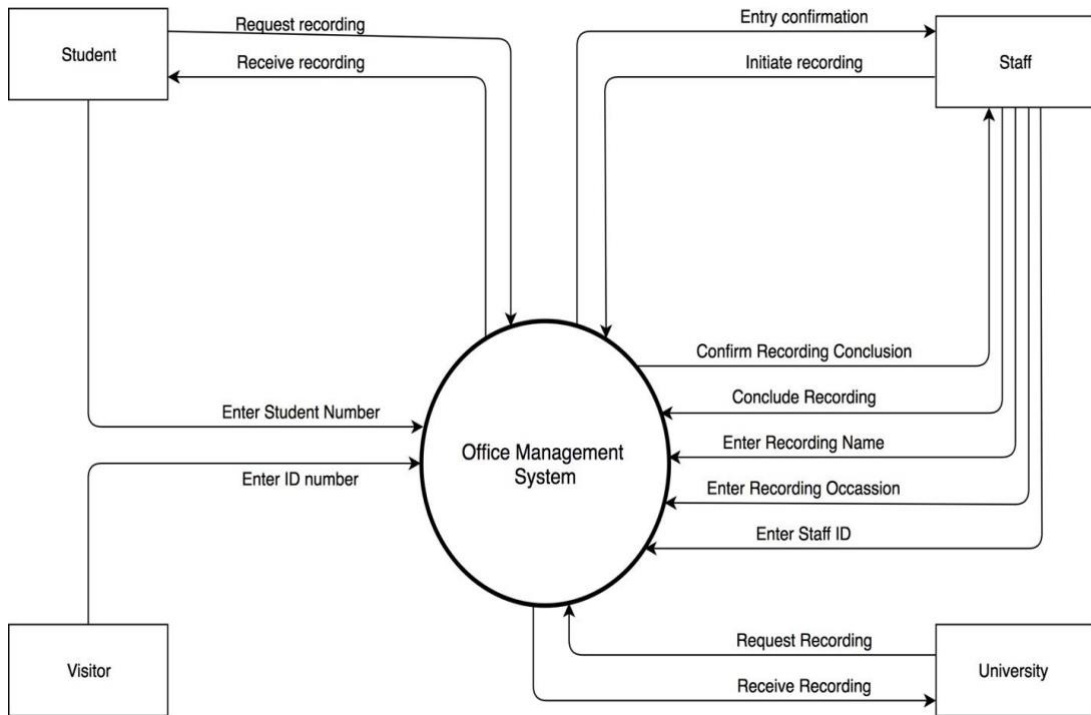 Request recording
Entry confirmation
Student
Receive recording
Initiate recording
Staff
Confirm Recording Conclusion
Conclude Recording
Enter Student Number
Enter Recording Name
Office Management
System
Enter ID number
Enter Recording Occassion
Enter Staff ID
Request Recording
Visitor
University
Receive Recording